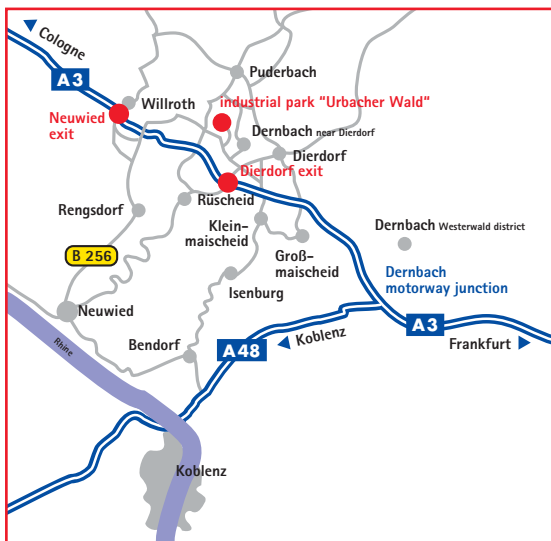 Cologne
A3
Puderbach
Willroth
industrial park "Urbacher Wald"
Neuwied
exit
Dernbach near Dierdorf
Dierdorf
Dierdorf exit
Rüscheid
Rengsdorf
Klein-
maischeid
Dernbach Westerwald district
Groß-
maischeid
B 256
Dernbach
motorway junction
Isenburg
Neuwied
A3
Koblenz
Rhine
Bendorf
A48
Frankfurt
Koblenz